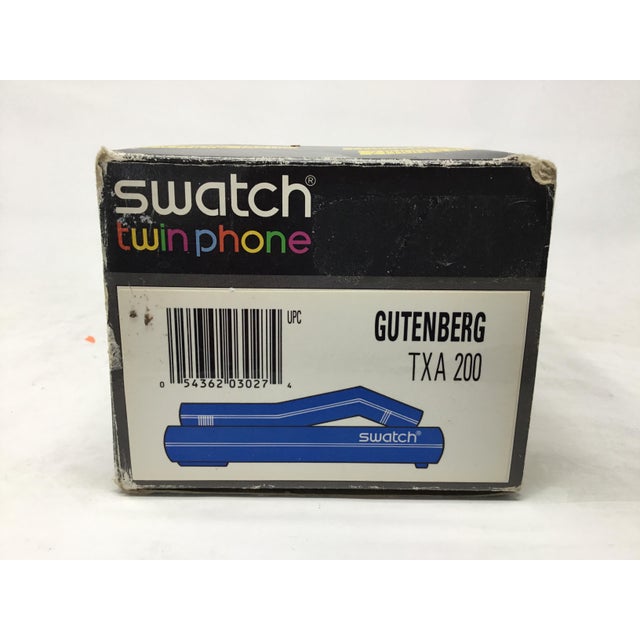 swatch®
twin phone
UPC
0 54362 03027 4
GUTENBERG
TXA 200
swatch®